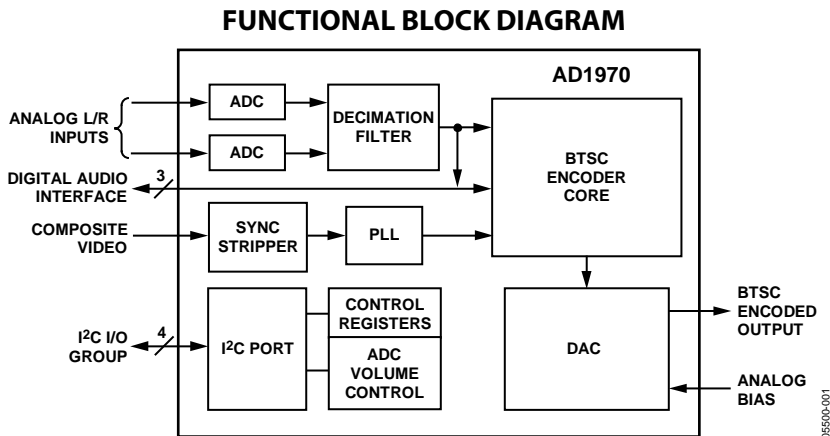 FUNCTIONAL BLOCK DIAGRAM
AD1970
ANALOG L/R
INPUTS
ADC
ADC
DECIMATION
FILTER
BTSC
ENCODER
CORE
DIGITAL AUDIO
INTERFACE
3
COMPOSITE
VIDEO
SYNC
STRIPPER
PLL
I2C I/O
GROUP
4
I2C PORT
CONTROL
REGISTERS
ADC
VOLUME
CONTROL
DAC
BTSC
ENCODED
OUTPUT
ANALOG
BIAS
05500-001